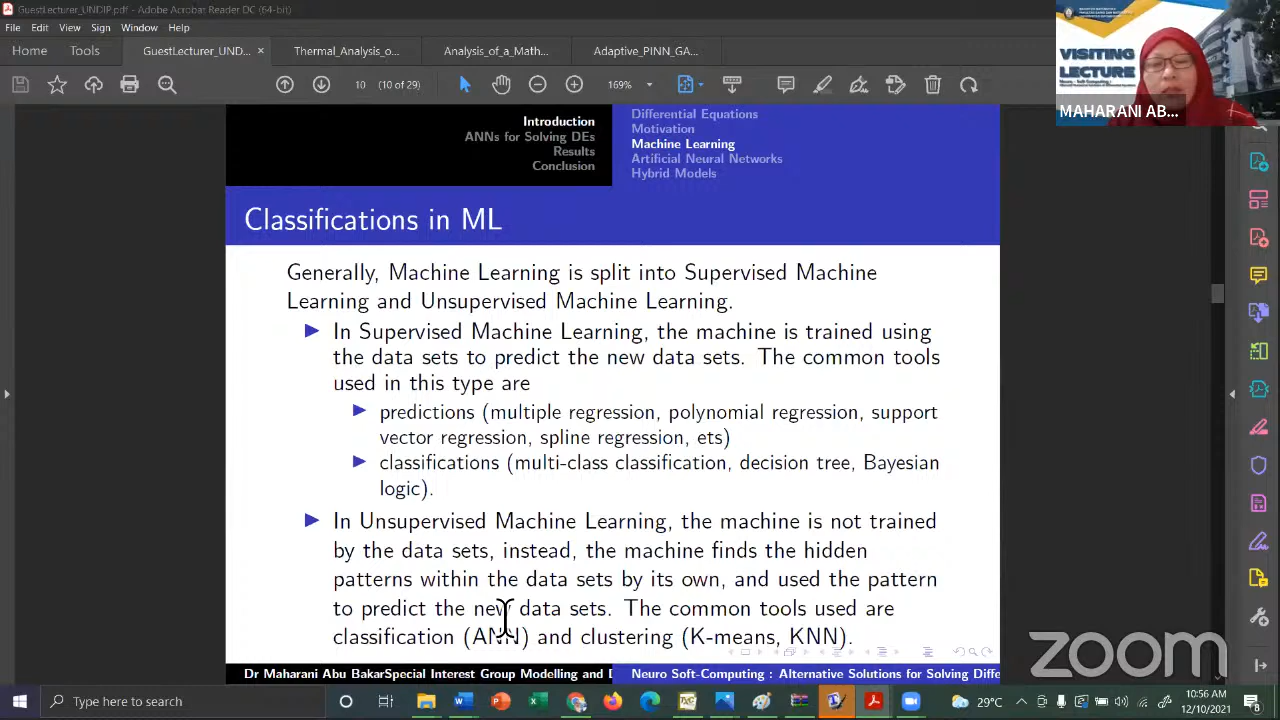 GuestLecturer_UNDIP.pdf - Adobe Acrobat Reader DC (64-bit)
File Edit View Sign Window Help
Home Tools GuestLecturer_UND... × Thermal Analysis o... Analysis of a Math... Adaptive_PINN_GA...
VISITING
LECTURE
MAHARANI AB...
Introduction
ANNs for Solving DEs
Results
Conclusion
Differential Equations
Motivation
Machine Learning
Artificial Neural Networks
Hybrid Models
Classifications in ML
Generally, Machine Learning is split into Supervised Machine
Learning and Unsupervised Machine Learning.
In Supervised Machine Learning, the machine is trained using
the data sets to predict the new data sets. The common tools
used in this type are
predictions (multiple regression, polynomial regression, support
vector regression, spline regression, ets)
classifications (multi-class classification, decision tree, Bayesian
logic).
In Unsupervised Machine Learning, the machine is not trained
by the data sets, instead, the machine finds the hidden
patterns within the data sets by its own, and used the pattern
to predict the new data sets. The common tools used are
classification (ANN) and clustering (K-means, KNN).
zoom
Dr Maharani Abu Bakar Special Interest Group Modelling and D Neuro Soft-Computing : Alternative Solutions for Solving Diffe
Type here to search
29°C
10:56 AM
12/10/2021